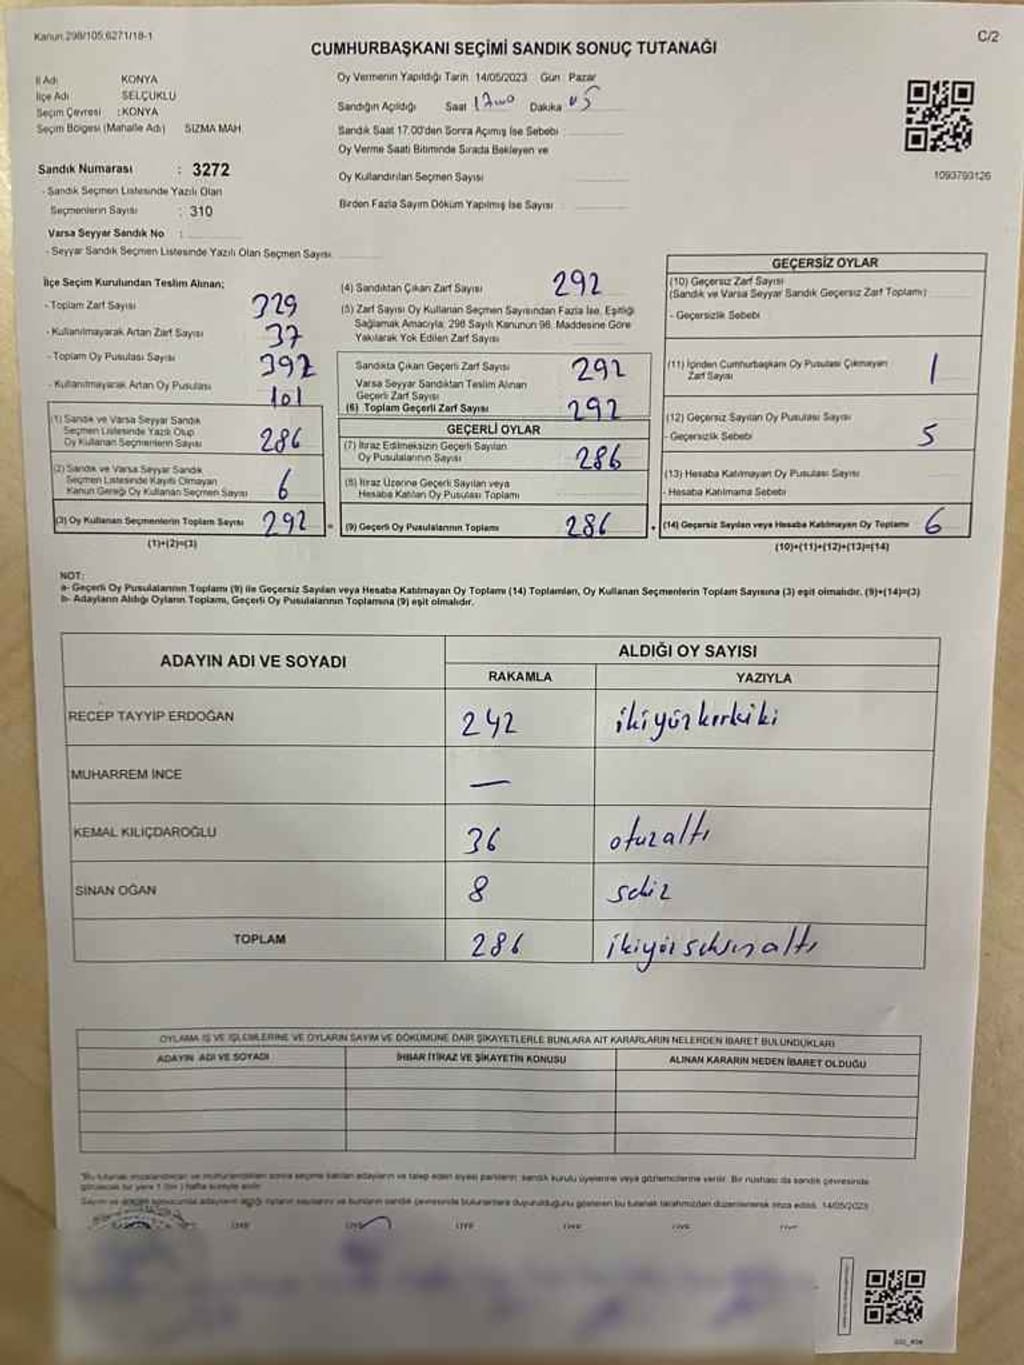 Kanun.298/105,6271/18-1
C/2
CUMHURBAŞKANI SEÇİMİ SANDIK SONUÇ TUTANAĞI
İl Adı KONYA
İlçe Adı SELÇUKLU
Seçim Çevresi : KONYA
Seçim Bölgesi (Mahalle Adı) SIZMA MAH.
Oy Vermenin Yapıldığı Tarih 14/05/2023 Gün : Pazar
Sandığın Açıldığı Saat Dakika
Sandık Saat 17.00'den Sonra Açımış İse Sebebi :
Oy Verme Saati Bitiminde Sırada Bekleyen ve
Oy Kullandırılan Seçmen Sayısı
Birden Fazla Sayım Döküm Yapılmış İse Sayısı :
1093793126
Sandık Numarası : 3272
- Sandık Seçmen Listesinde Yazılı Olan
Seçmenlerin Sayısı : 310
Varsa Seyyar Sandık No :
- Seyyar Sandık Seçmen Listesinde Yazılı Olan Seçmen Sayısı
İlçe Seçim Kurulundan Teslim Alınan;
- Toplam Zarf Sayısı 329
- Kullanılmayarak Artan Zarf Sayısı 37
- Toplam Oy Pusulası Sayısı 392
- Kullanılmayarak Artan Oy Pusulası 101
(1) Sandık ve Varsa Seyyar Sandık
Seçmen Listesinde Yazılı Olup
Oy Kullanan Seçmenlerin Sayısı 286
(2) Sandık ve Varsa Seyyar Sandık
Seçmen Listesinde Kayıtlı Olmayan
Kanun Gereği Oy Kullanan Seçmen Sayısı 6
(3) Oy Kullanan Seçmenlerin Toplam Sayısı 292
(1)+(2)=(3)
(4) Sandıktan Çıkan Zarf Sayısı 292
(5) Zarf Sayısı Oy Kullanan Seçmen Sayısından Fazla İse, Eşitliği
Sağlamak Amacıyla; 298 Sayılı Kanunun 98. Maddesine Göre
Yakılarak Yok Edilen Zarf Sayısı
Sandıkta Çıkan Geçerli Zarf Sayısı 292
Varsa Seyyar Sandıktan Teslim Alınan
Geçerli Zarf Sayısı
(6) Toplam Geçerli Zarf Sayısı 292
GEÇERLİ OYLAR
(7) İtiraz Edilmeksizin Geçerli Sayılan
Oy Pusulalarının Sayısı 286
(8) İtiraz Üzerine Geçerli Sayılan veya
Hesaba Katılan Oy Pusulası Toplamı
= (9) Geçerli Oy Pusulalarının Toplamı 286
GEÇERSİZ OYLAR
(10) Geçersiz Zarf Sayısı
(Sandık ve Varsa Seyyar Sandık Geçersiz Zarf Toplamı)
- Geçersizlik Sebebi
(11) İçinden Cumhurbaşkanı Oy Pusulası Çıkmayan
Zarf Sayısı 1
(12) Geçersiz Sayılan Oy Pusulası Sayısı
- Geçersizlik Sebebi 5
(13) Hesaba Katılmayan Oy Pusulası Sayısı
- Hesaba Katılmama Sebebi
+ (14) Geçersiz Sayılan veya Hesaba Katılmayan Oy Toplamı 6
(10)+(11)+(12)+(13)=(14)
NOT:
a- Geçerli Oy Pusulalarının Toplamı (9) ile Geçersiz Sayılan veya Hesaba Katılmayan Oy Toplamı (14) Toplamları, Oy Kullanan Seçmenlerin Toplam Sayısına (3) eşit olmalıdır. (9)+(14)=(3)
b- Adayların Aldığı Oyların Toplamı, Geçerli Oy Pusulalarının Toplamına (9) eşit olmalıdır.
ADAYIN ADI VE SOYADI
ALDIĞI OY SAYISI
RAKAMLA YAZIYLA
RECEP TAYYİP ERDOĞAN 242 ikiyüzkırkiki
MUHARREM İNCE —
KEMAL KILIÇDAROĞLU 36 otuzaltı
SİNAN OĞAN 8 sekiz
TOPLAM 286 ikiyüzseksenaltı
OYLAMA İŞ VE İŞLEMLERİNE VE OYLARIN SAYIM VE DÖKÜMÜNE DAİR ŞİKAYETLERLE BUNLARA AİT KARARLARIN NELERDEN İBARET BULUNDUKLARI
ADAYIN ADI VE SOYADI İHBAR İTİRAZ VE ŞİKAYETİN KONUSU ALINAN KARARIN NEDEN İBARET OLDUĞU